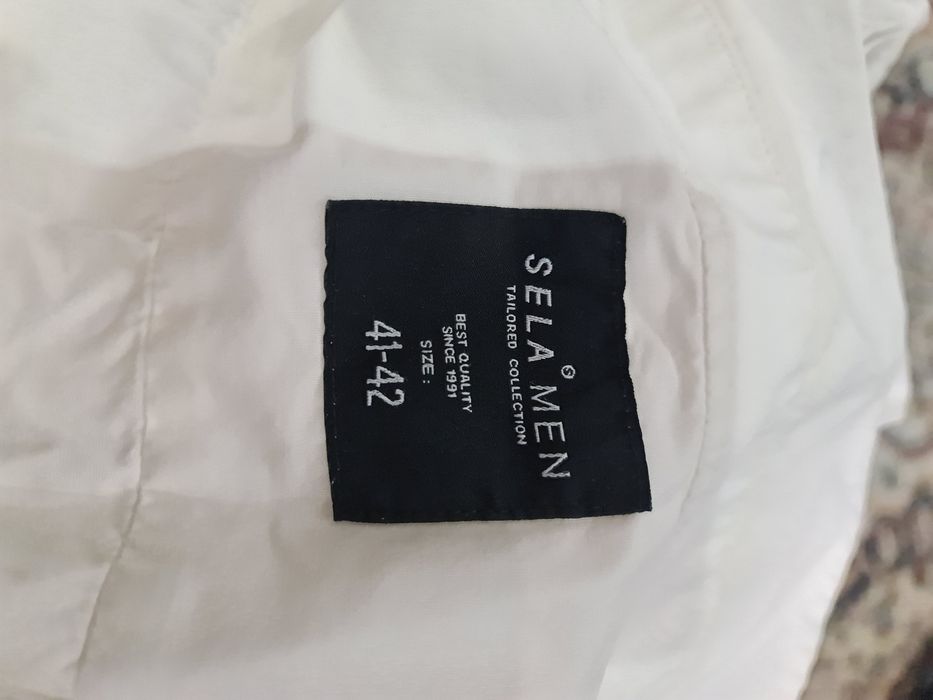 SELA MEN
TAILORED COLLECTION
BEST QUALITY
SINCE 1991
SIZE :
41-42